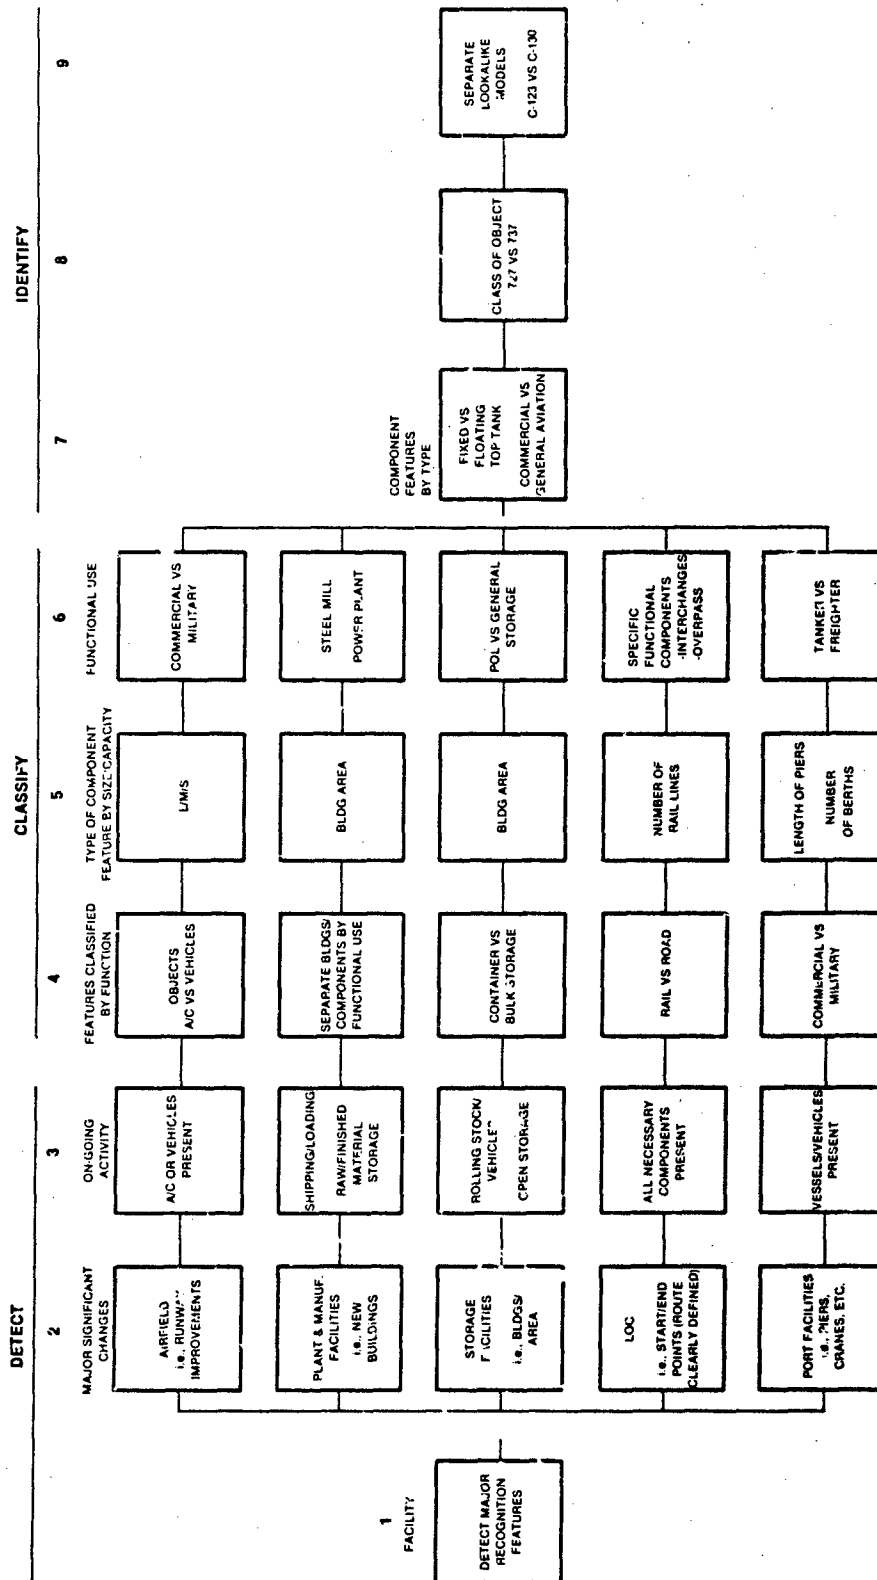 DETECT
CLASSIFY
IDENTIFY
1
2
3
4
5
6
7
8
9
FACILITY
MAJOR SIGNIFICANT
CHANGES
ON-GOING
ACTIVITY
FEATURES CLASSIFIED
BY FUNCTION
TYPE OF COMPONENT
FEATURE BY SIZE/CAPACITY
FUNCTIONAL USE
COMPONENT
FEATURES
BY TYPE
DETECT MAJOR
RECOGNITION
FEATURES
AIRFIELD
i.e., RUNWAY
IMPROVEMENTS
A/C OR VEHICLES
PRESENT
OBJECTS
A/C VS VEHICLES
L/M/S
COMMERCIAL VS
MILITARY
PLANT & MANUF.
FACILITIES
i.e., NEW
BUILDINGS
SHIPPING/LOADING
RAW/FINISHED
MATERIAL
STORAGE
SEPARATE BLDGS/
COMPONENTS BY
FUNCTIONAL USE
BLDG AREA
STEEL MILL
POWER PLANT
STORAGE
FACILITIES
i.e., BLDGS/
AREA
ROLLING STOCK/
VEHICLE
OPEN STORAGE
CONTAINER VS
BULK STORAGE
BLDG AREA
POL VS GENERAL
STORAGE
LOC
i.e., START/END
POINTS (ROUTE
CLEARLY DEFINED)
ALL NECESSARY
COMPONENTS
PRESENT
RAIL VS ROAD
NUMBER OF
RAIL LINES
SPECIFIC
FUNCTIONAL
COMPONENTS
-INTERCHANGES
-OVERPASS
PORT FACILITIES
i.e., PIERS,
CRANES, ETC.
VESSELS/VEHICLES
PRESENT
COMMERCIAL VS
MILITARY
LENGTH OF PIERS
NUMBER
OF BERTHS
TANKER VS
FREIGHTER
FIXED VS
FLOATING
TOP TANK
COMMERCIAL VS
GENERAL AVIATION
CLASS OF OBJECT
727 VS 737
SEPARATE
LOOKALIKE
MODELS
C-123 VS C-130